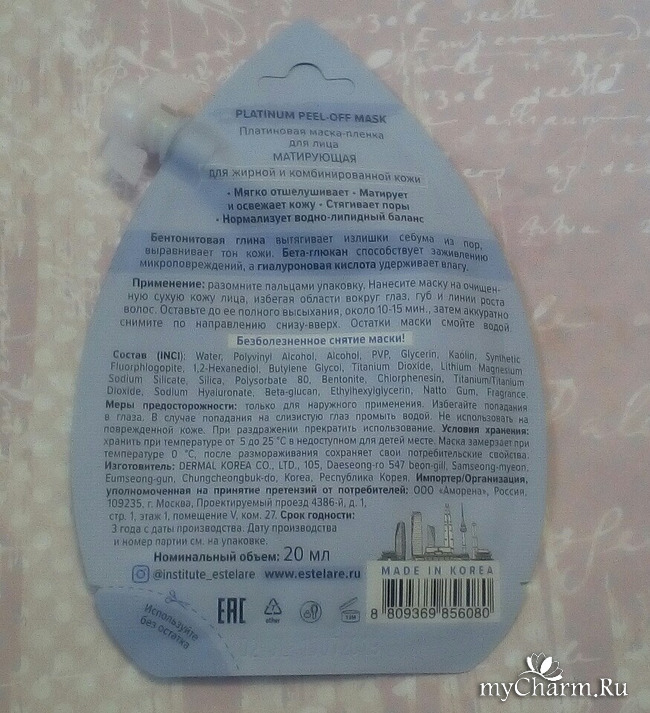 PLATINUM PEEL-OFF MASK
Платиновая маска-пленка
для лица
МАТИРУЮЩАЯ
для жирной и комбинированной кожи
• Мягко отшелушивает • Матирует
и освежает кожу • Стягивает поры
• Нормализует водно-липидный баланс
Бентонитовая глина вытягивает излишки себума из пор,
выравнивает тон кожи. Бета-глюкан способствует заживлению
микроповреждений, а гиалуроновая кислота удерживает влагу.
Применение: разомните пальцами упаковку. Нанесите маску на очищен-
ную сухую кожу лица, избегая области вокруг глаз, губ и линии роста
волос. Оставьте до ее полного высыхания, около 10-15 мин., затем аккуратно
снимите по направлению снизу-вверх. Остатки маски смойте водой
Безболезненное снятие маски!
Состав (INCI): Water, Polyvinyl Alcohol, Alcohol, PVP, Glycerin, Kaolin, Synthetic
Fluorphlogopite, 1,2-Hexanediol, Butylene Glycol, Titanium Dioxide, Lithium Magnesium
Sodium Silicate, Silica, Polysorbate 80, Bentonite, Chlorphenesin, Titanium/Titanium
Dioxide, Sodium Hyaluronate, Beta-glucan, Ethylhexylglycerin, Natto Gum, Fragrance.
Меры предосторожности: только для наружного применения. Избегайте попадания
в глаза. В случае попадания на слизистую глаз промыть водой. Не использовать на
поврежденной коже. При раздражении прекратить использование. Условия хранения:
хранить при температуре от 5 до 25 °С в недоступном для детей месте. Маска замерзает при
температуре 0 °С, после размораживания сохраняет свои потребительские свойства.
Изготовитель: DERMAL KOREA CO., LTD., 105, Daeseong-ro 547 beon-gill, Samseong-myeon,
Eumseong-gun, Chungcheongbuk-do, Korea, Республика Корея. Импортер/Организация,
уполномоченная на принятие претензий от потребителей: ООО «Аморена», Россия,
109235, г. Москва, Проектируемый проезд 4386-й, д. 1,
стр. 1, этаж 1, помещение V, ком. 27. Срок годности:
3 года с даты производства. Дату производства
и номер партии см. на упаковке.
Номинальный объем: 20 мл
@institute_estelare www.estelare.ru
MADE IN KOREA
8 809369 856080
Используйте
без остатка
EAC
other
12M
myCharm.Ru